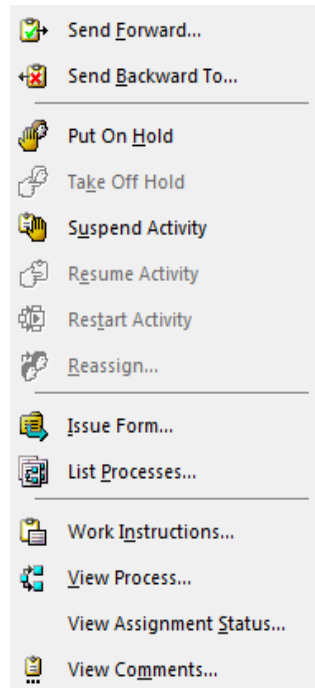 Send Forward...
Send Backward To...
Put On Hold
Take Off Hold
Suspend Activity
Resume Activity
Restart Activity
Reassign...
Issue Form...
List Processes...
Work Instructions...
View Process...
View Assignment Status...
View Comments...